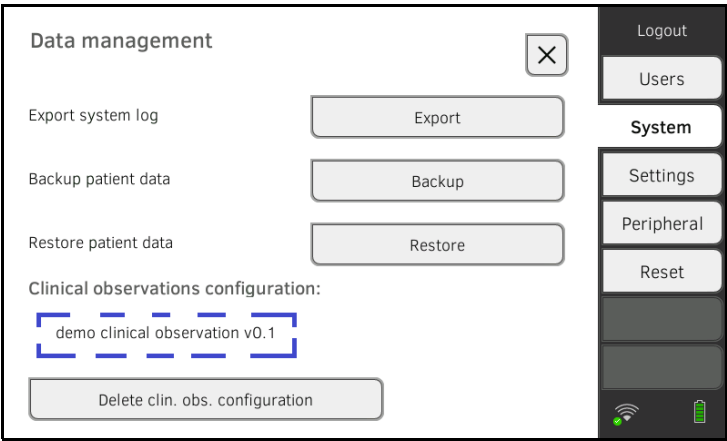 Data management
Export system log
Export
Backup patient data
Backup
Restore patient data
Restore
Clinical observations configuration:
demo clinical observation v0.1
Delete clin. obs. configuration
Logout
Users
System
Settings
Peripheral
Reset